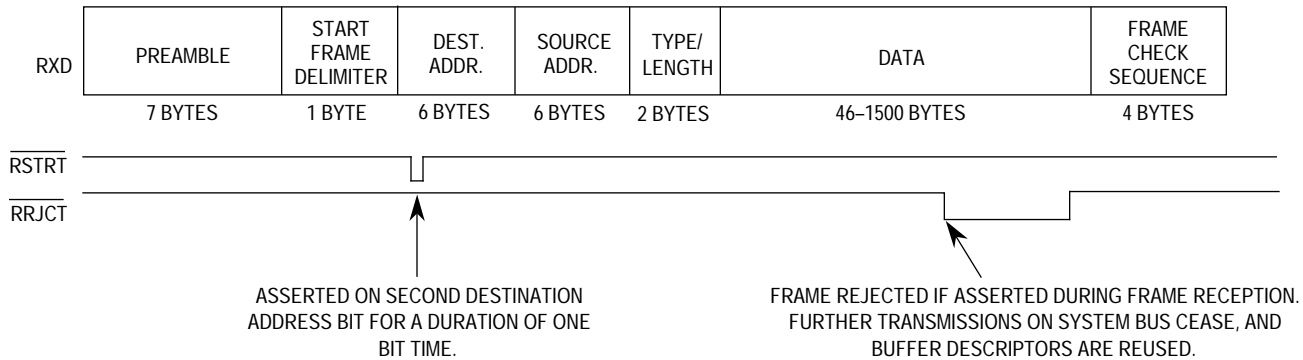 RXD
PREAMBLE
START
FRAME
DELIMITER
DEST.
ADDR.
SOURCE
ADDR.
TYPE/
LENGTH
DATA
FRAME
CHECK
SEQUENCE
7 BYTES
1 BYTE
6 BYTES
6 BYTES
2 BYTES
46–1500 BYTES
4 BYTES
RSTRT
RRJCT
ASSERTED ON SECOND DESTINATION
ADDRESS BIT FOR A DURATION OF ONE
BIT TIME.
FRAME REJECTED IF ASSERTED DURING FRAME RECEPTION.
FURTHER TRANSMISSIONS ON SYSTEM BUS CEASE, AND
BUFFER DESCRIPTORS ARE REUSED.